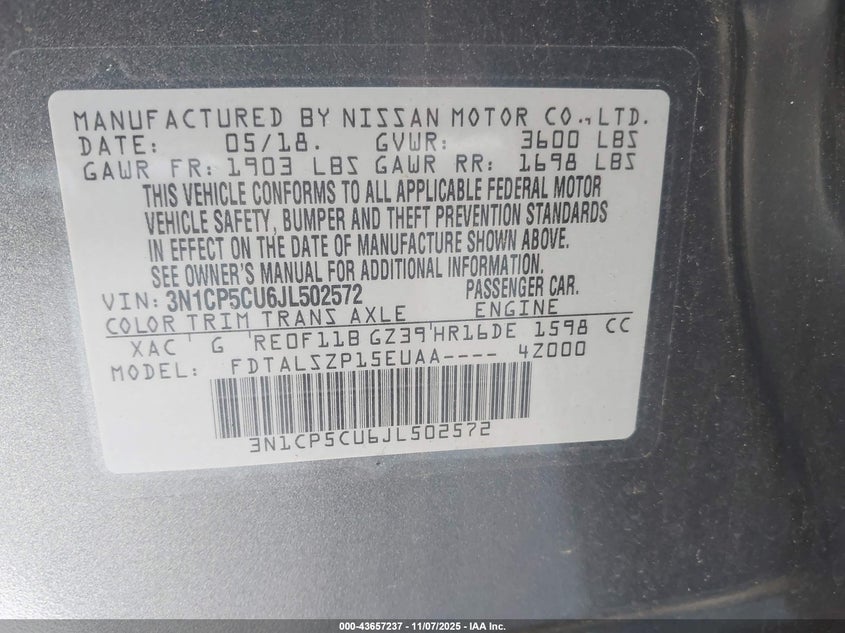 MANUFACTURED BY NISSAN MOTOR CO., LTD.
DATE: 05/18. GVWR: 3600 LBS
GAWR FR: 1903 LBS GAWR RR: 1698 LBS
THIS VEHICLE CONFORMS TO ALL APPLICABLE FEDERAL MOTOR
VEHICLE SAFETY, BUMPER AND THEFT PREVENTION STANDARDS
IN EFFECT ON THE DATE OF MANUFACTURE SHOWN ABOVE.
SEE OWNER'S MANUAL FOR ADDITIONAL INFORMATION.
VIN: 3N1CP5CU6JL502572 PASSENGER CAR.
COLOR TRIM TRANS AXLE ENGINE
XAC G RE0F11B GZ39 HR16DE 1598 CC
MODEL: FDTALSZP15EUAA---- 4Z000
3N1CP5CU6JL502572
000-43657237 - 11/07/2025 - IAA Inc.